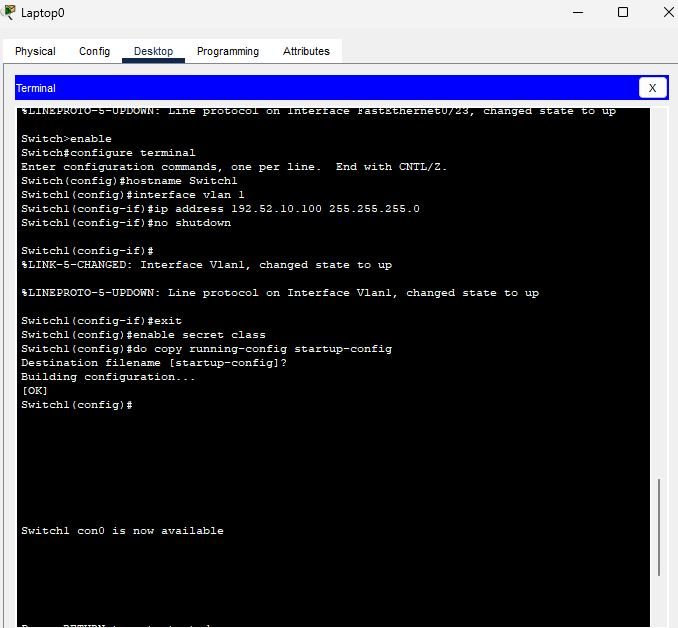 Laptop0
Physical Config Desktop Programming Attributes
Terminal X
%LINEPROTO-5-UPDOWN: Line protocol on Interface FastEthernet0/23, changed state to up
Switch>enable
Switch#configure terminal
Enter configuration commands, one per line.  End with CNTL/Z.
Switch(config)#hostname Switch1
Switch1(config)#interface vlan 1
Switch1(config-if)#ip address 192.52.10.100 255.255.255.0
Switch1(config-if)#no shutdown
Switch1(config-if)#
%LINK-5-CHANGED: Interface Vlan1, changed state to up
%LINEPROTO-5-UPDOWN: Line protocol on Interface Vlan1, changed state to up
Switch1(config-if)#exit
Switch1(config)#enable secret class
Switch1(config)#do copy running-config startup-config
Destination filename [startup-config]?
Building configuration...
[OK]
Switch1(config)#
Switch1 con0 is now available